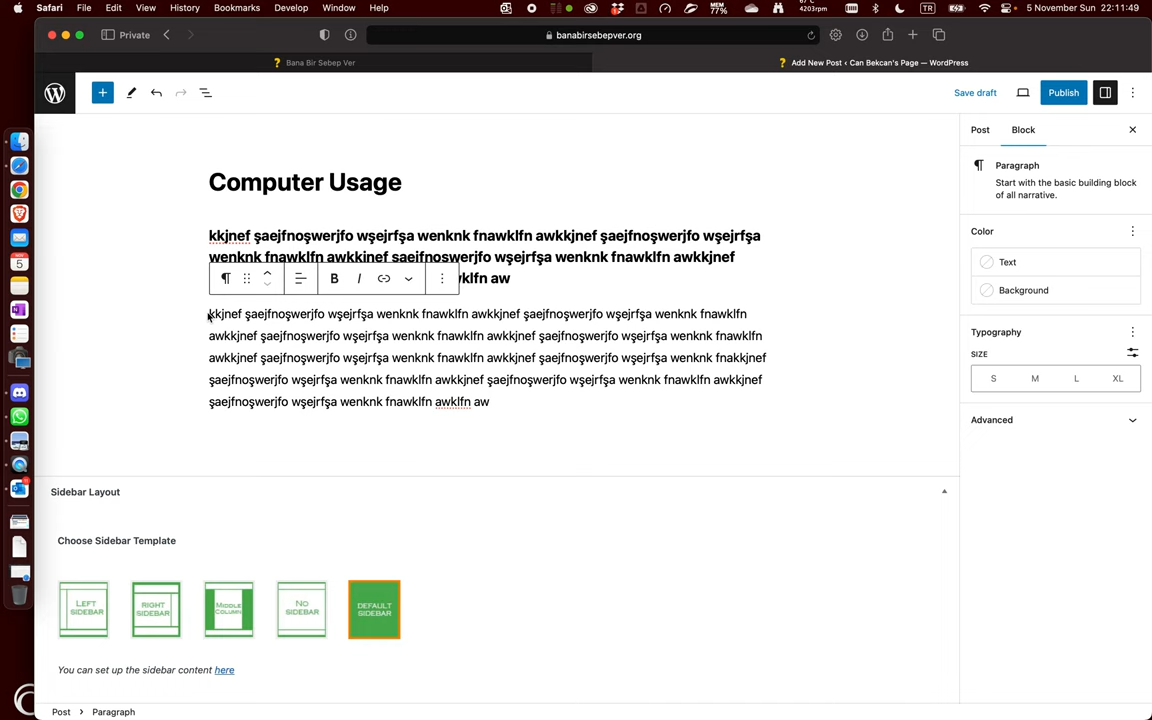 Safari File Edit View History Bookmarks Develop Window Help
MEM 77% 67°C 4203rpm TR 5 November Sun 22:11:49
Private banabirsebepver.org
Bana Bir Sebep Ver
Add New Post ‹ Can Bekcan's Page — WordPress
Save draft Publish
Post Block
Paragraph
Start with the basic building block
of all narrative.
Color
Text
Background
Typography
SIZE
S M L XL
Advanced
Computer Usage
kkjnef şaejfnoşwerjfo wşejrfşa wenknk fnawklfn awkkjnef şaejfnoşwerjfo wşejrfşa
wenknk fnawklfn awkkjnef şaejfnoşwerjfo wşejrfşa wenknk fnawklfn awkkjnef
aw
B I
kkjnef şaejfnoşwerjfo wşejrfşa wenknk fnawklfn awkkjnef şaejfnoşwerjfo wşejrfşa wenknk fnawklfn
awkkjnef şaejfnoşwerjfo wşejrfşa wenknk fnawklfn awkkjnef şaejfnoşwerjfo wşejrfşa wenknk fnawklfn
awkkjnef şaejfnoşwerjfo wşejrfşa wenknk fnawklfn awkkjnef şaejfnoşwerjfo wşejrfşa wenknk fnakkjnef
şaejfnoşwerjfo wşejrfşa wenknk fnawklfn awkkjnef şaejfnoşwerjfo wşejrfşa wenknk fnawklfn awkkjnef
şaejfnoşwerjfo wşejrfşa wenknk fnawklfn awklfn aw
Sidebar Layout
Choose Sidebar Template
LEFT SIDEBAR
RIGHT SIDEBAR
MIDDLE COLUMN
NO SIDEBAR
DEFAULT SIDEBAR
You can set up the sidebar content here
Post › Paragraph